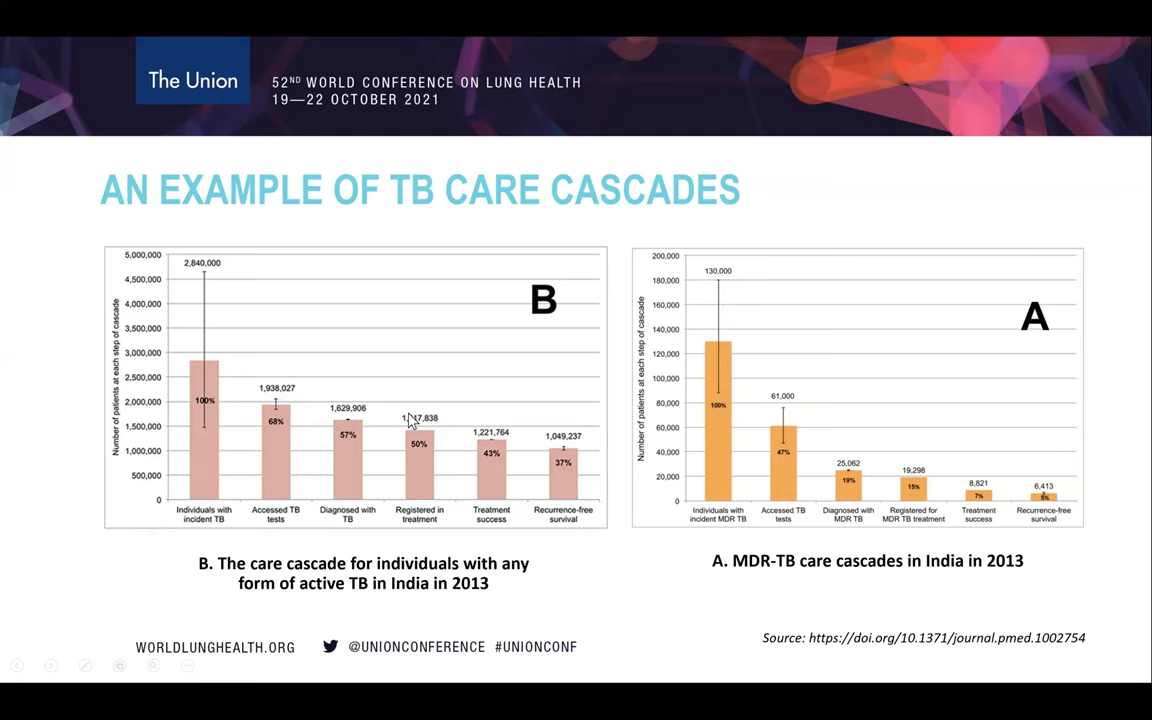 The Union
52ND WORLD CONFERENCE ON LUNG HEALTH
19—22 OCTOBER 2021
AN EXAMPLE OF TB CARE CASCADES
Number of patients at each step of cascade
5,000,000
4,500,000
4,000,000
3,500,000
3,000,000
2,500,000
2,000,000
1,500,000
1,000,000
500,000
0
B
2,840,000
1,938,027
1,629,906
1,221,764
1,049,237
100%
68%
57%
50%
43%
37%
Individuals with incident TB
Accessed TB tests
Diagnosed with TB
Registered in treatment
Treatment success
Recurrence-free survival
Number of patients at each step of cascade
200,000
180,000
160,000
140,000
120,000
100,000
80,000
60,000
40,000
20,000
0
A
130,000
61,000
25,062
19,298
8,821
6,413
100%
47%
19%
15%
7%
5%
Individuals with incident MDR TB
Accessed TB tests
Diagnosed with MDR TB
Registered for MDR TB treatment
Treatment success
Recurrence-free survival
B. The care cascade for individuals with any
form of active TB in India in 2013
A. MDR-TB care cascades in India in 2013
Source: https://doi.org/10.1371/journal.pmed.1002754
WORLDLUNGHEALTH.ORG
@UNIONCONFERENCE #UNIONCONF